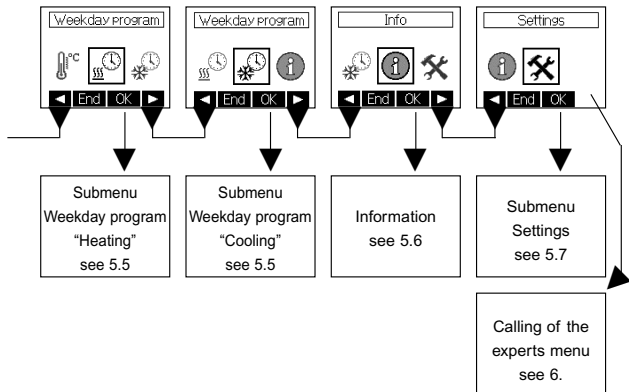 Weekday program
°C
◄ End OK ►
Weekday program
◄ End OK ►
Info
◄ End OK ►
Settings
◄ End OK
Submenu
Weekday program
“Heating”
see 5.5
Submenu
Weekday program
“Cooling”
see 5.5
Information
see 5.6
Submenu
Settings
see 5.7
Calling of the
experts menu
see 6.